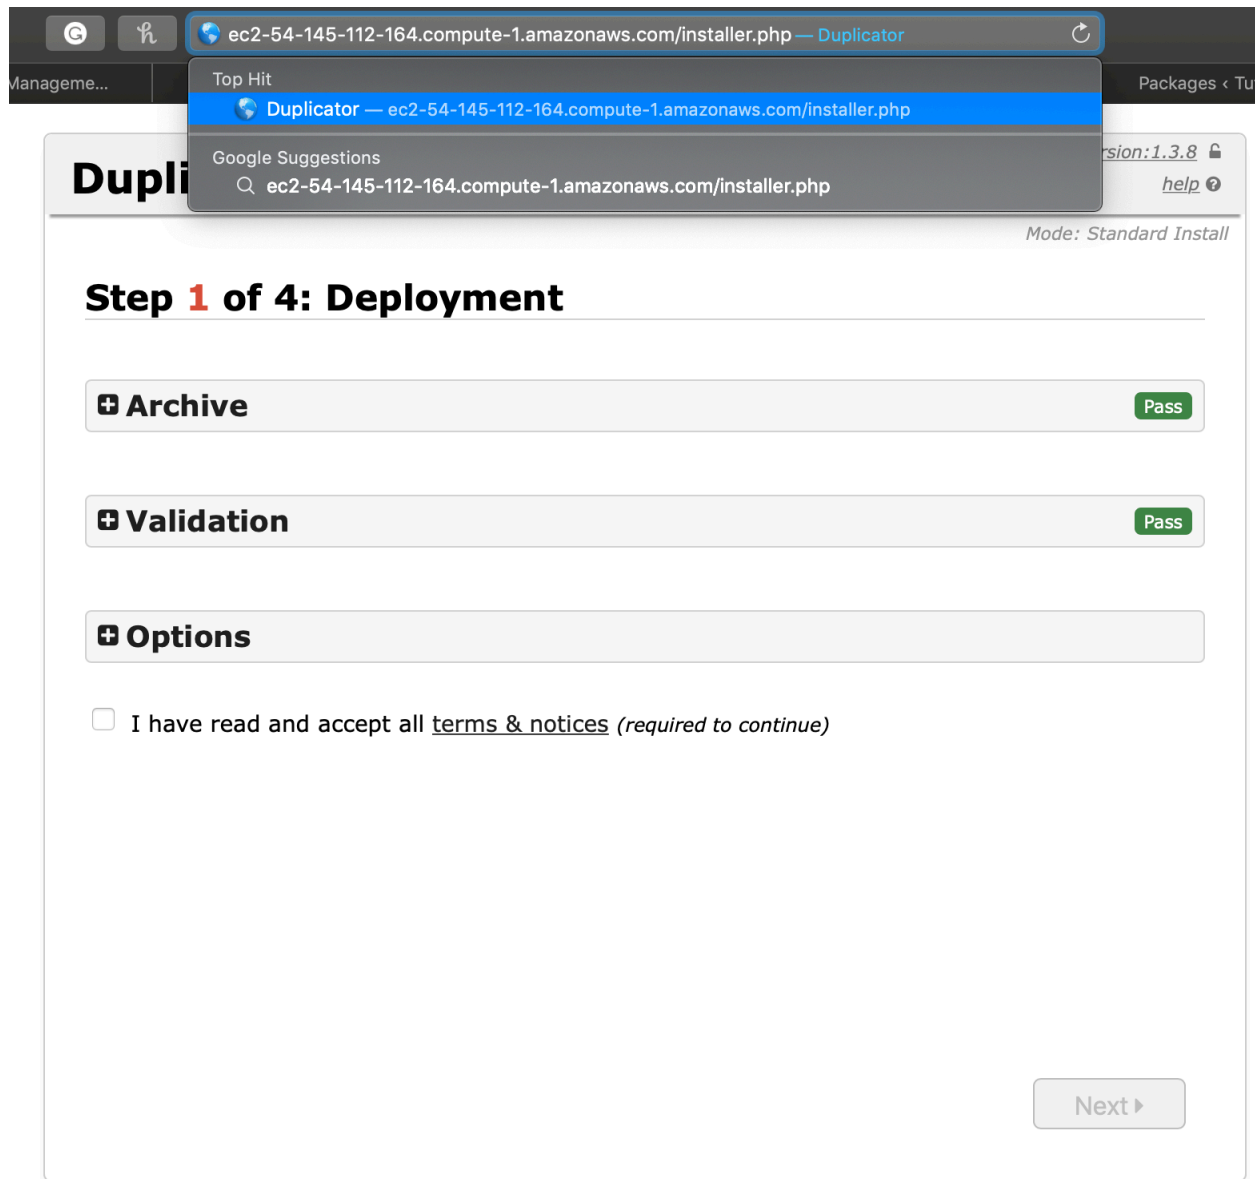 ec2-54-145-112-164.compute-1.amazonaws.com/installer.php — Duplicator
Manageme...
Packages ‹ Tu
Top Hit
Duplicator — ec2-54-145-112-164.compute-1.amazonaws.com/installer.php
Google Suggestions
ec2-54-145-112-164.compute-1.amazonaws.com/installer.php
Dupli
rsion:1.3.8
help
Mode: Standard Install
Step 1 of 4: Deployment
Archive
Pass
Validation
Pass
Options
I have read and accept all terms & notices (required to continue)
Next